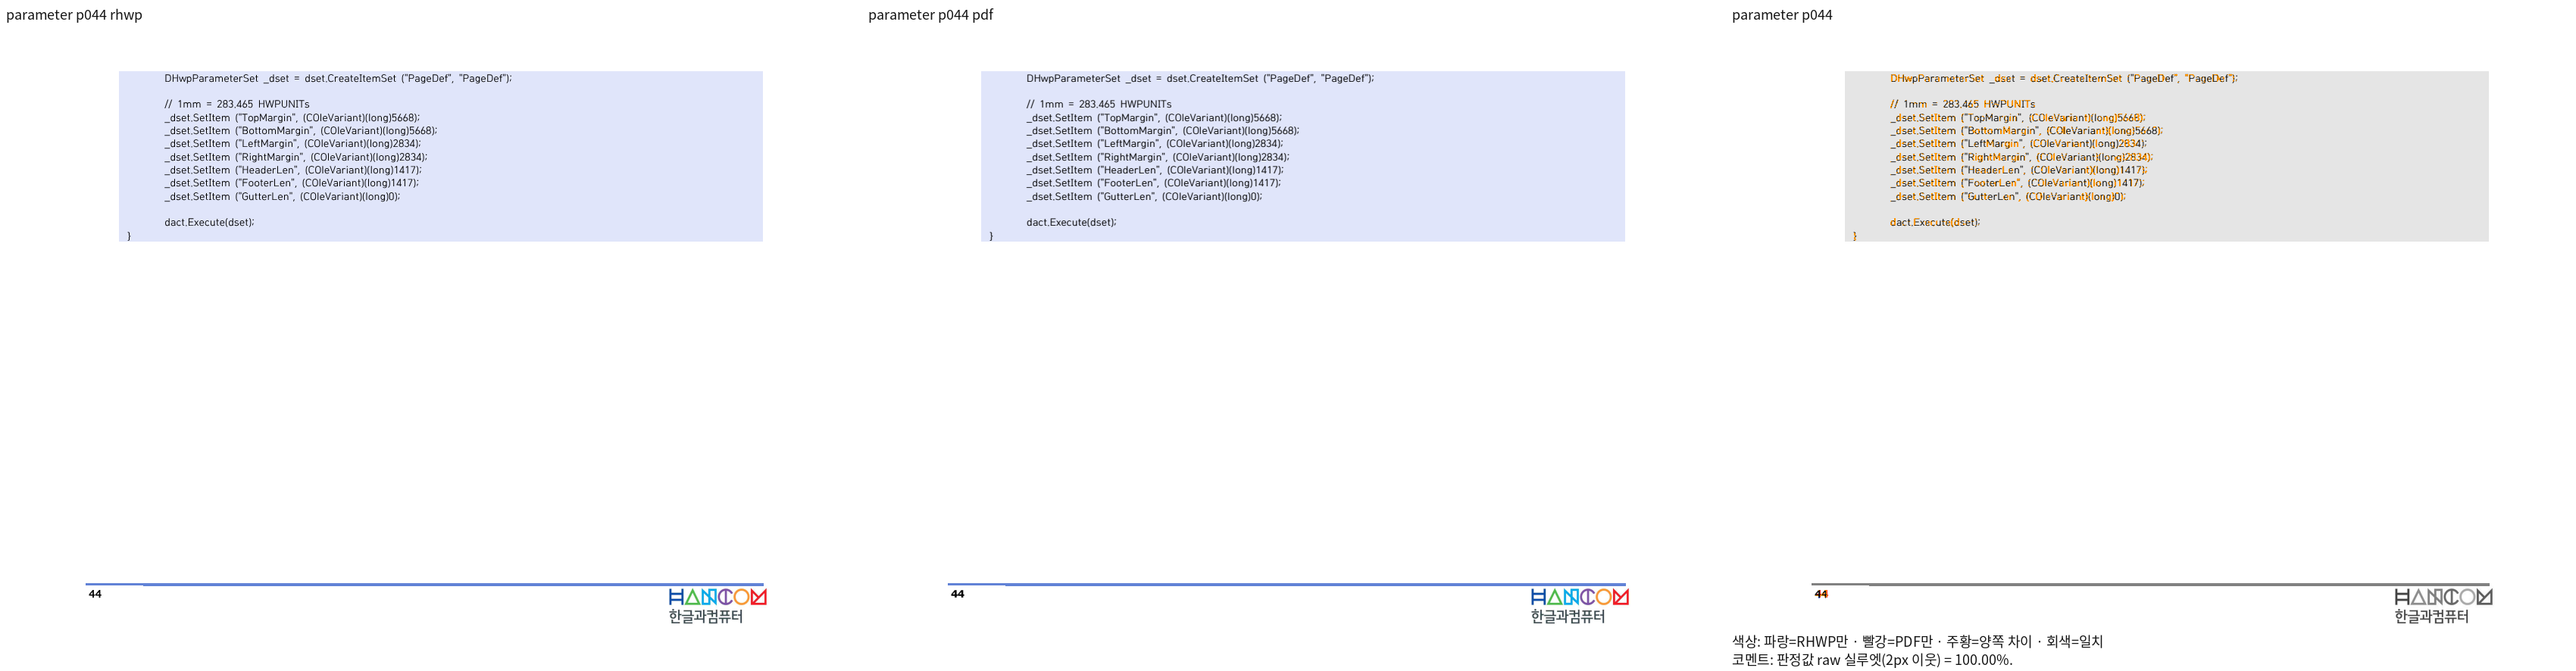 parameter p044 rhwp
DHwpParameterSet _dset = dset.CreateItemSet ("PageDef", "PageDef");
// 1mm = 283.465 HWPUNITs
_dset.SetItem ("TopMargin", (COleVariant)(long)5668);
_dset.SetItem ("BottomMargin", (COleVariant)(long)5668);
_dset.SetItem ("LeftMargin", (COleVariant)(long)2834);
_dset.SetItem ("RightMargin", (COleVariant)(long)2834);
_dset.SetItem ("HeaderLen", (COleVariant)(long)1417);
_dset.SetItem ("FooterLen", (COleVariant)(long)1417);
_dset.SetItem ("GutterLen", (COleVariant)(long)0);
dact.Execute(dset);
}
44
HANCOM
한글과컴퓨터
parameter p044 pdf
DHwpParameterSet _dset = dset.CreateItemSet ("PageDef", "PageDef");
// 1mm = 283.465 HWPUNITs
_dset.SetItem ("TopMargin", (COleVariant)(long)5668);
_dset.SetItem ("BottomMargin", (COleVariant)(long)5668);
_dset.SetItem ("LeftMargin", (COleVariant)(long)2834);
_dset.SetItem ("RightMargin", (COleVariant)(long)2834);
_dset.SetItem ("HeaderLen", (COleVariant)(long)1417);
_dset.SetItem ("FooterLen", (COleVariant)(long)1417);
_dset.SetItem ("GutterLen", (COleVariant)(long)0);
dact.Execute(dset);
}
44
HANCOM
한글과컴퓨터
parameter p044
DHwpParameterSet _dset = dset.CreateItemSet ("PageDef", "PageDef");
// 1mm = 283.465 HWPUNITs
_dset.SetItem ("TopMargin", (COleVariant)(long)5668);
_dset.SetItem ("BottomMargin", (COleVariant)(long)5668);
_dset.SetItem ("LeftMargin", (COleVariant)(long)2834);
_dset.SetItem ("RightMargin", (COleVariant)(long)2834);
_dset.SetItem ("HeaderLen", (COleVariant)(long)1417);
_dset.SetItem ("FooterLen", (COleVariant)(long)1417);
_dset.SetItem ("GutterLen", (COleVariant)(long)0);
dact.Execute(dset);
}
44
HANCOM
한글과컴퓨터
색상: 파랑=RHWP만 · 빨강=PDF만 · 주황=양쪽 차이 · 회색=일치
코멘트: 판정값 raw 실루엣(2px 이웃) = 100.00%.